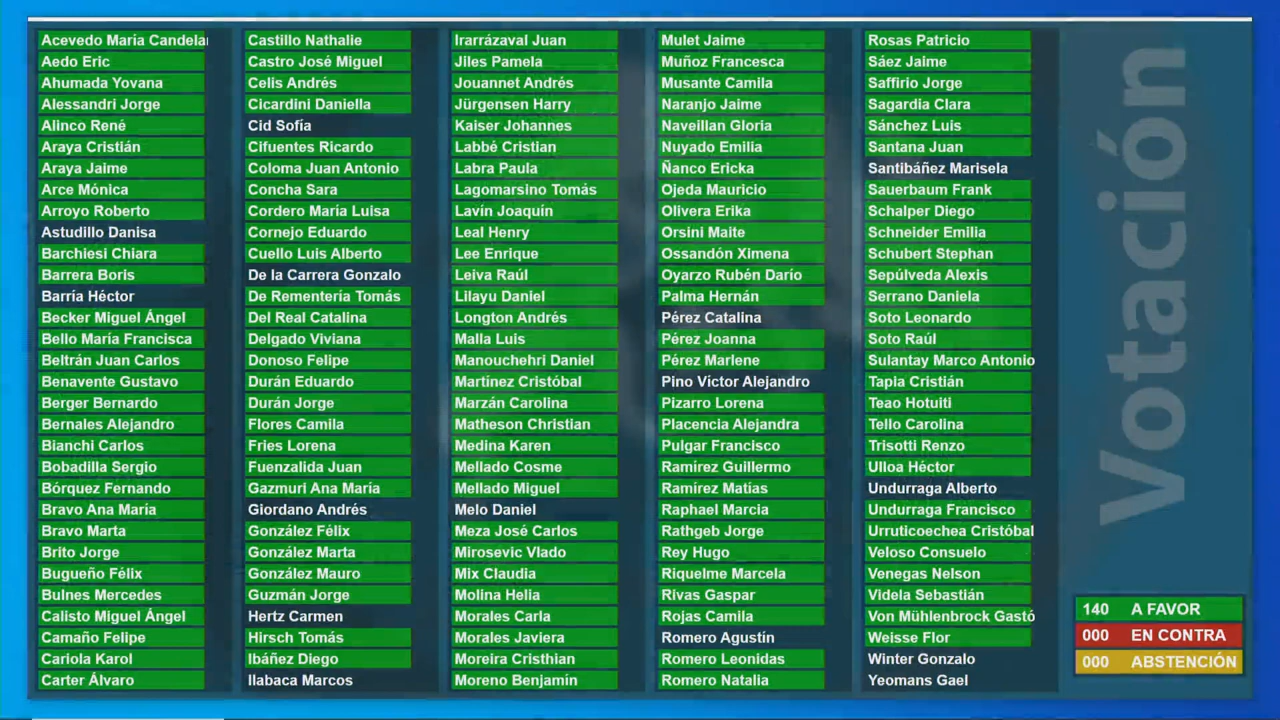 Acevedo María Candelar
Aedo Eric
Ahumada Yovana
Alessandri Jorge
Alinco René
Araya Cristián
Araya Jaime
Arce Mónica
Arroyo Roberto
Astudillo Danisa
Barchiesi Chiara
Barrera Boris
Barría Héctor
Becker Miguel Ángel
Bello María Francisca
Beltrán Juan Carlos
Benavente Gustavo
Berger Bernardo
Bernales Alejandro
Bianchi Carlos
Bobadilla Sergio
Bórquez Fernando
Bravo Ana María
Bravo Marta
Brito Jorge
Bugueño Félix
Bulnes Mercedes
Calisto Miguel Ángel
Camaño Felipe
Cariola Karol
Carter Álvaro
Castillo Nathalie
Castro José Miguel
Celis Andrés
Cicardini Daniella
Cid Sofía
Cifuentes Ricardo
Coloma Juan Antonio
Concha Sara
Cordero María Luisa
Cornejo Eduardo
Cuello Luis Alberto
De la Carrera Gonzalo
De Rementería Tomás
Del Real Catalina
Delgado Viviana
Donoso Felipe
Durán Eduardo
Durán Jorge
Flores Camila
Fries Lorena
Fuenzalida Juan
Gazmuri Ana María
Giordano Andrés
González Félix
González Marta
González Mauro
Guzmán Jorge
Hertz Carmen
Hirsch Tomás
Ibáñez Diego
Ilabaca Marcos
Irarrázaval Juan
Jiles Pamela
Jouannet Andrés
Jürgensen Harry
Kaiser Johannes
Labbé Cristian
Labra Paula
Lagomarsino Tomás
Lavín Joaquín
Leal Henry
Lee Enrique
Leiva Raúl
Lilayu Daniel
Longton Andrés
Malla Luis
Manouchehri Daniel
Martínez Cristóbal
Marzán Carolina
Matheson Christian
Medina Karen
Mellado Cosme
Mellado Miguel
Melo Daniel
Meza José Carlos
Mirosevic Vlado
Mix Claudia
Molina Helia
Morales Carla
Morales Javiera
Moreira Cristhian
Moreno Benjamín
Mulet Jaime
Muñoz Francesca
Musante Camila
Naranjo Jaime
Naveillan Gloria
Nuyado Emilia
Ñanco Ericka
Ojeda Mauricio
Olivera Erika
Orsini Maite
Ossandón Ximena
Oyarzo Rubén Darío
Palma Hernán
Pérez Catalina
Pérez Joanna
Pérez Marlene
Pino Víctor Alejandro
Pizarro Lorena
Placencia Alejandra
Pulgar Francisco
Ramírez Guillermo
Ramírez Matías
Raphael Marcia
Rathgeb Jorge
Rey Hugo
Riquelme Marcela
Rivas Gaspar
Rojas Camila
Romero Agustín
Romero Leonidas
Romero Natalia
Rosas Patricio
Sáez Jaime
Saffirio Jorge
Sagardia Clara
Sánchez Luis
Santana Juan
Santibáñez Marisela
Sauerbaum Frank
Schalper Diego
Schneider Emilia
Schubert Stephan
Sepúlveda Alexis
Serrano Daniela
Soto Leonardo
Soto Raúl
Sulantay Marco Antonio
Tapia Cristián
Teao Hotuiti
Tello Carolina
Trisotti Renzo
Ulloa Héctor
Undurraga Alberto
Undurraga Francisco
Urruticoechea Cristóbal
Veloso Consuelo
Venegas Nelson
Videla Sebastián
Von Mühlenbrock Gastó
Weisse Flor
Winter Gonzalo
Yeomans Gael
Votación
140 A FAVOR
000 EN CONTRA
000 ABSTENCIÓN